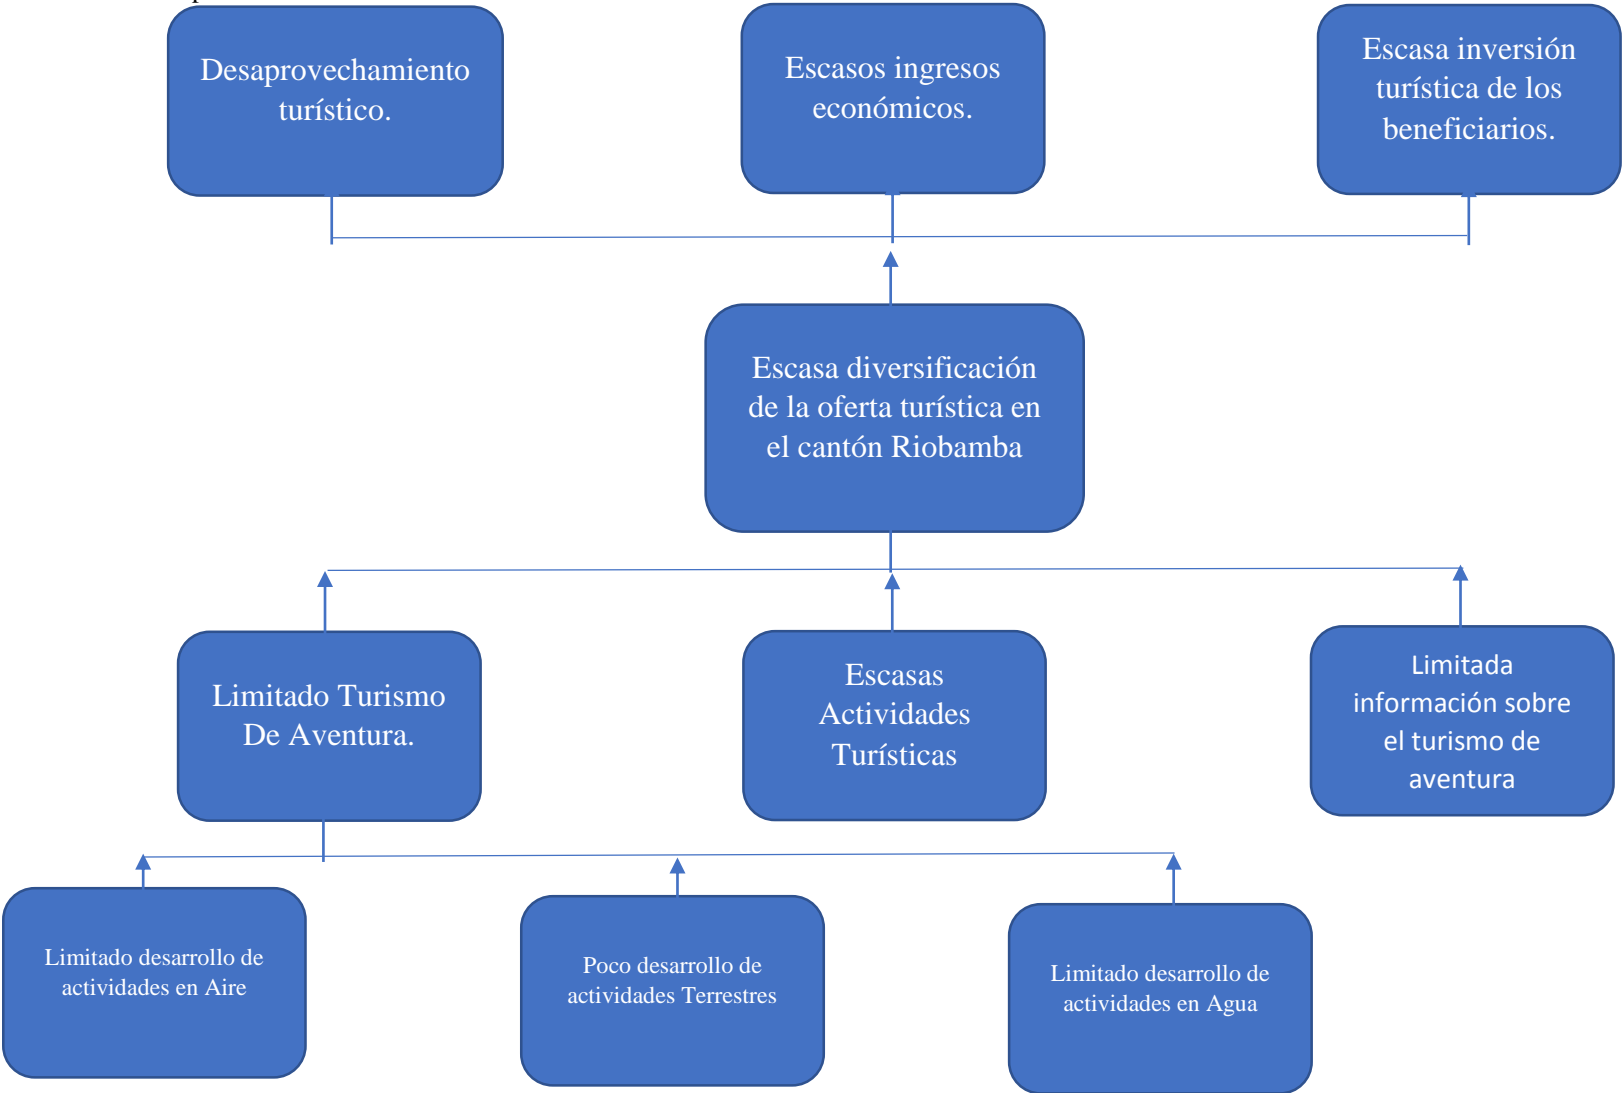 Desaprovechamiento
turístico.
Escasos ingresos
económicos.
Escasa inversión
turística de los
beneficiarios.
Escasa diversificación
de la oferta turística en
el cantón Riobamba
Limitado Turismo
De Aventura.
Escasas
Actividades
Turísticas
Limitada
información sobre
el turismo de
aventura
Limitado desarrollo de
actividades en Aire
Poco desarrollo de
actividades Terrestres
Limitado desarrollo de
actividades en Agua